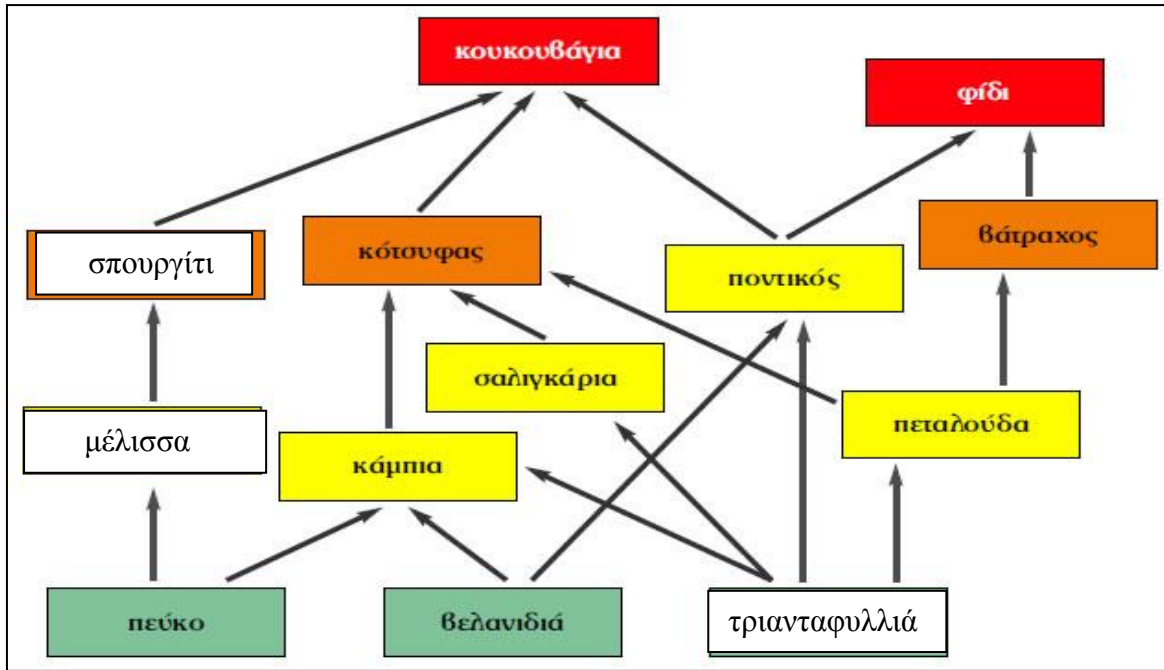 κουκουβάγια
φίδι
σπουργίτι
κότσυφας
ποντικός
βάτραχος
σαλιγκάρια
μέλισσα
κάμπια
πεταλούδα
πεύκο
βελανιδιά
τριανταφυλλιά